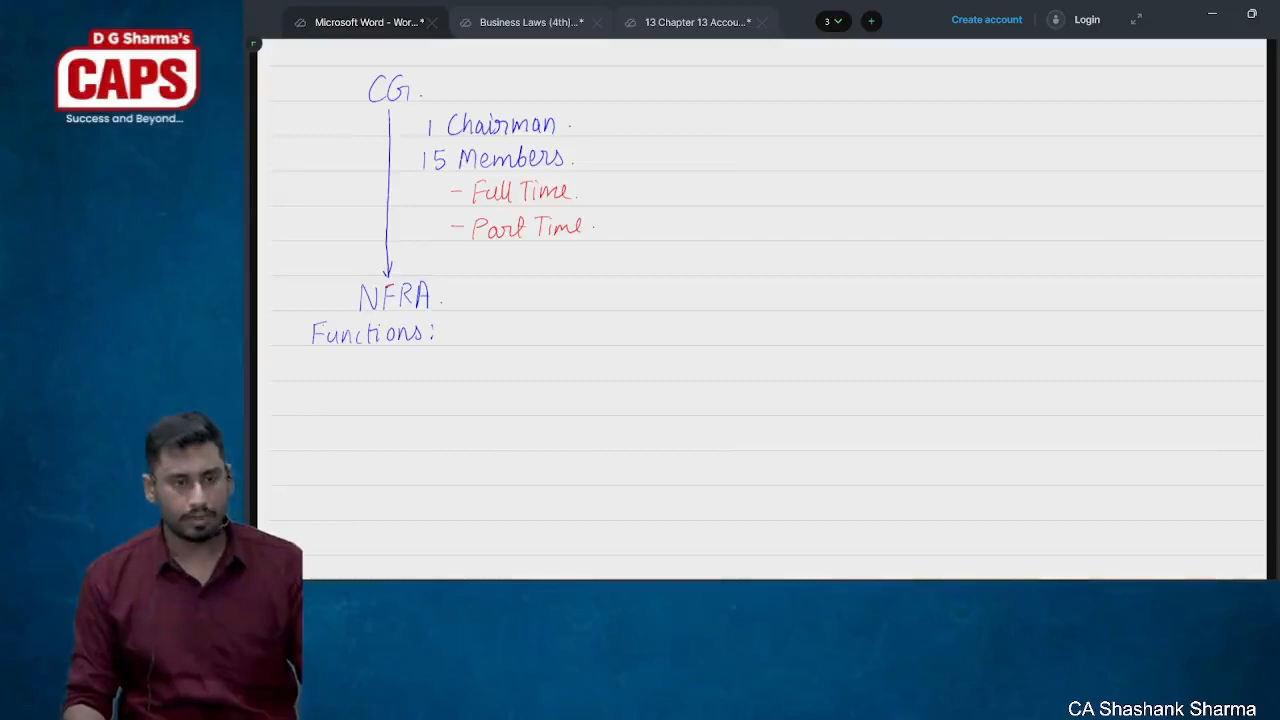 D G Sharma's
CAPS
Success and Beyond...
Microsoft Word - Wor...*
Business Laws (4th)...*
13 Chapter 13 Accou...*
3
Create account
Login
CG.
1 Chairman.
15 Members.
- Full Time.
- Part Time.
NFRA.
Functions:
CA Shashank Sharma